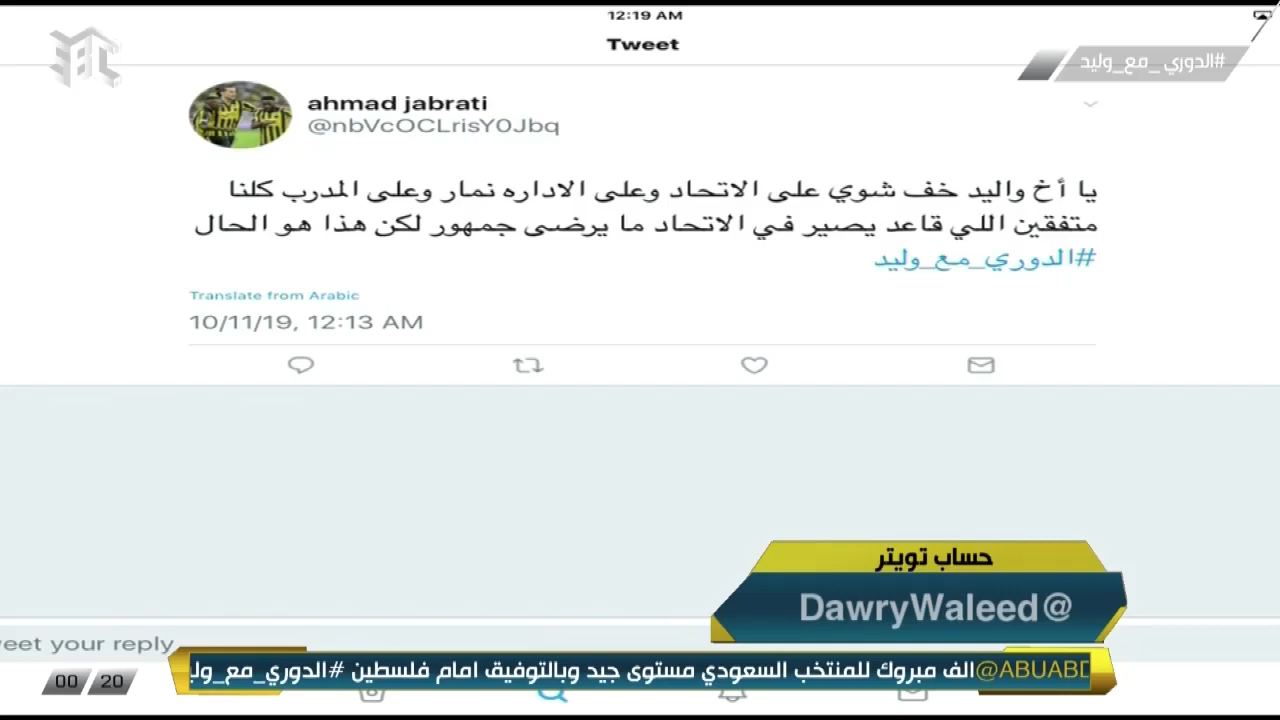 12:19 AM
Tweet
#الدوري_مع_وليد
ahmad jabrati
@nbVcOCLrisY0Jbq
يا أخ واليد خف شوي على الاتحاد وعلى الاداره نمار وعلى المدرب كلنا
متفقين اللي قاعد يصير في الاتحاد ما يرضى جمهور لكن هذا هو الحال
#الدوري_مع_وليد
Translate from Arabic
10/11/19, 12:13 AM
حساب تويتر
DawryWaleed@
weet your reply
00 20
@ABUABD الف مبروك للمنتخب السعودي مستوى جيد وبالتوفيق امام فلسطين #الدوري_مع_ولي